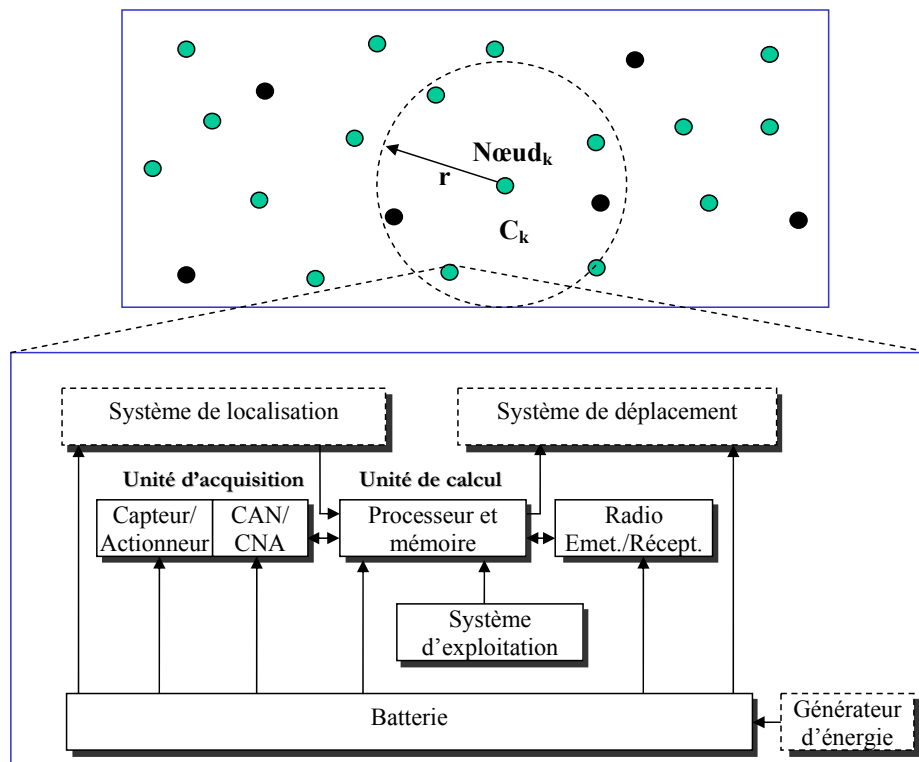 Nœudk
r
Ck
Système de localisation
Système de déplacement
Unité d'acquisition
Unité de calcul
Capteur/
Actionneur
CAN/
CNA
Processeur et
mémoire
Radio
Emet./Récept.
Système
d'exploitation
Batterie
Générateur
d'énergie